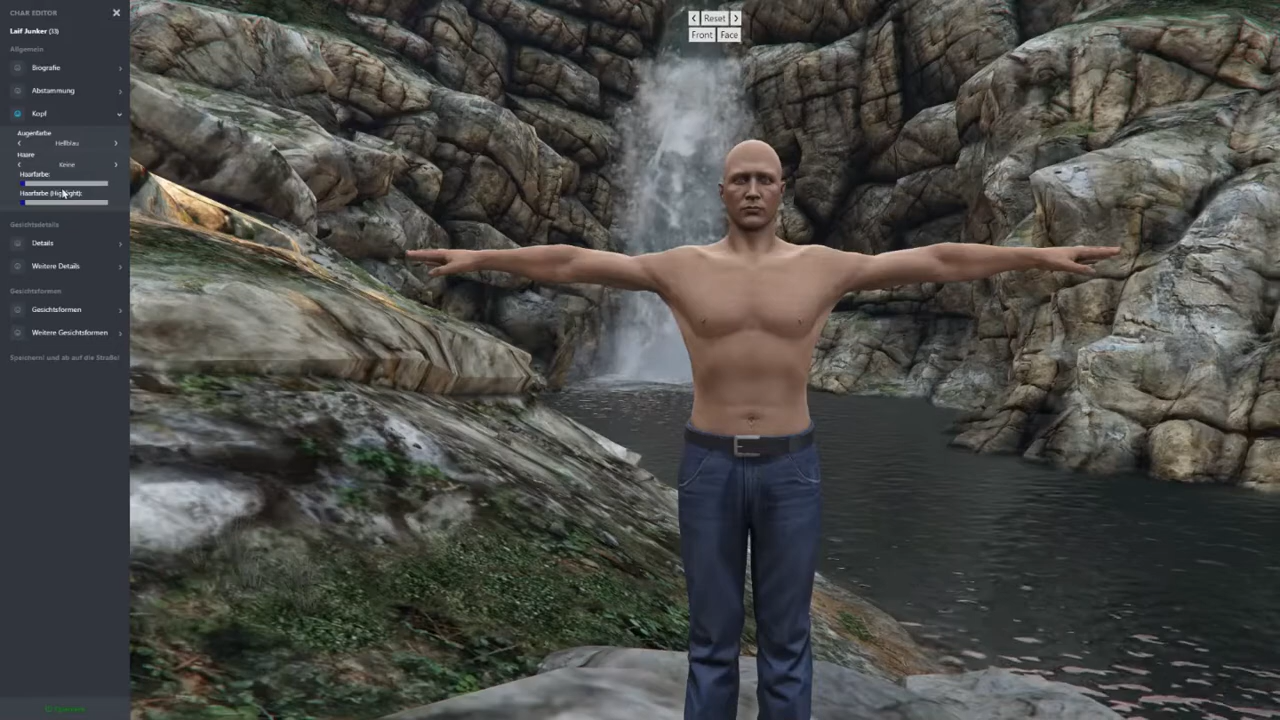 CHAR EDITOR
Laif Junker (33)
Allgemein
Biografie
Abstammung
Kopf
Augenfarbe
Hellblau
Haare
Keine
Haarfarbe:
Haarfarbe (Highlight):
Gesichtsdetails
Details
Weitere Details
Gesichtsformen
Gesichtsformen
Weitere Gesichtsformen
Speichern und ab auf die Straße!
Reset
Front Face